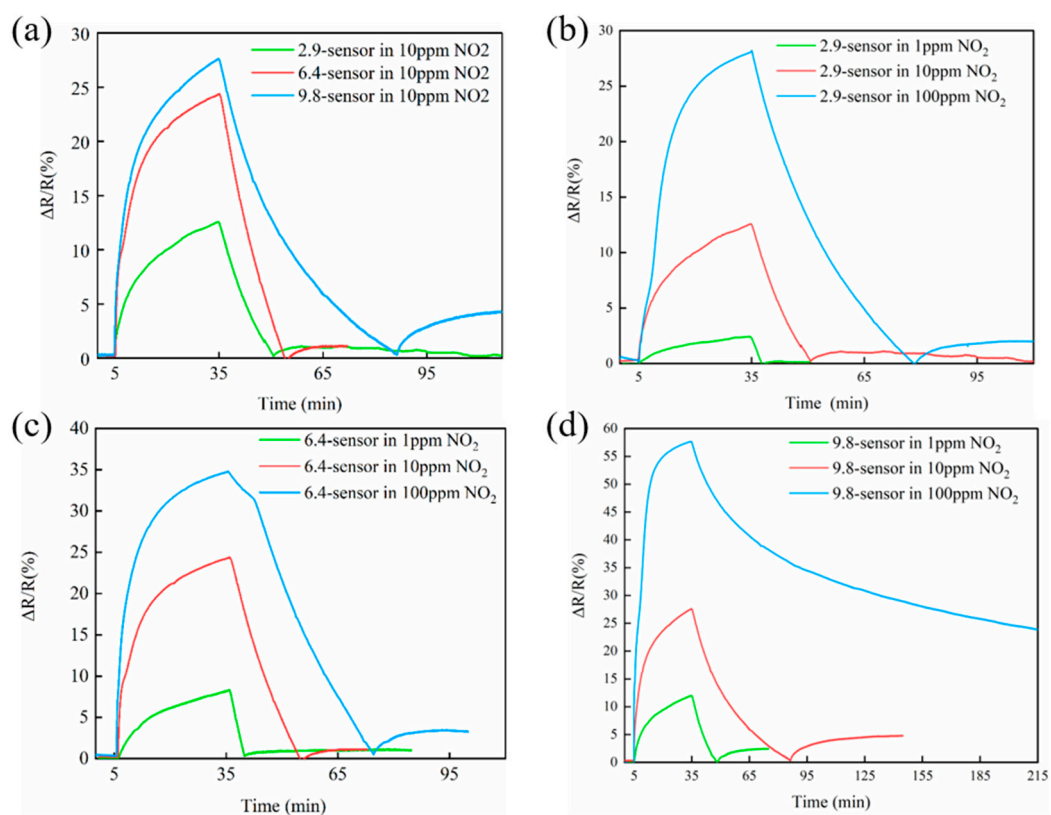 (a)
2.9-sensor in 10ppm NO2
6.4-sensor in 10ppm NO2
9.8-sensor in 10ppm NO2
30
25
20
15
10
5
0
ΔR/R(%)
5 35 65 95
Time (min)
(b)
2.9-sensor in 1ppm NO₂
2.9-sensor in 10ppm NO₂
2.9-sensor in 100ppm NO₂
30
25
20
15
10
5
0
ΔR/R(%)
5 35 65 95
Time (min)
(c)
6.4-sensor in 1ppm NO₂
6.4-sensor in 10ppm NO₂
6.4-sensor in 100ppm NO₂
40
35
30
25
20
15
10
5
0
ΔR/R(%)
5 35 65 95
Time (min)
(d)
9.8-sensor in 1ppm NO₂
9.8-sensor in 10ppm NO₂
9.8-sensor in 100ppm NO₂
60
55
50
45
40
35
30
25
20
15
10
5
0
ΔR/R(%)
5 35 65 95 125 155 185 215
Time (min)